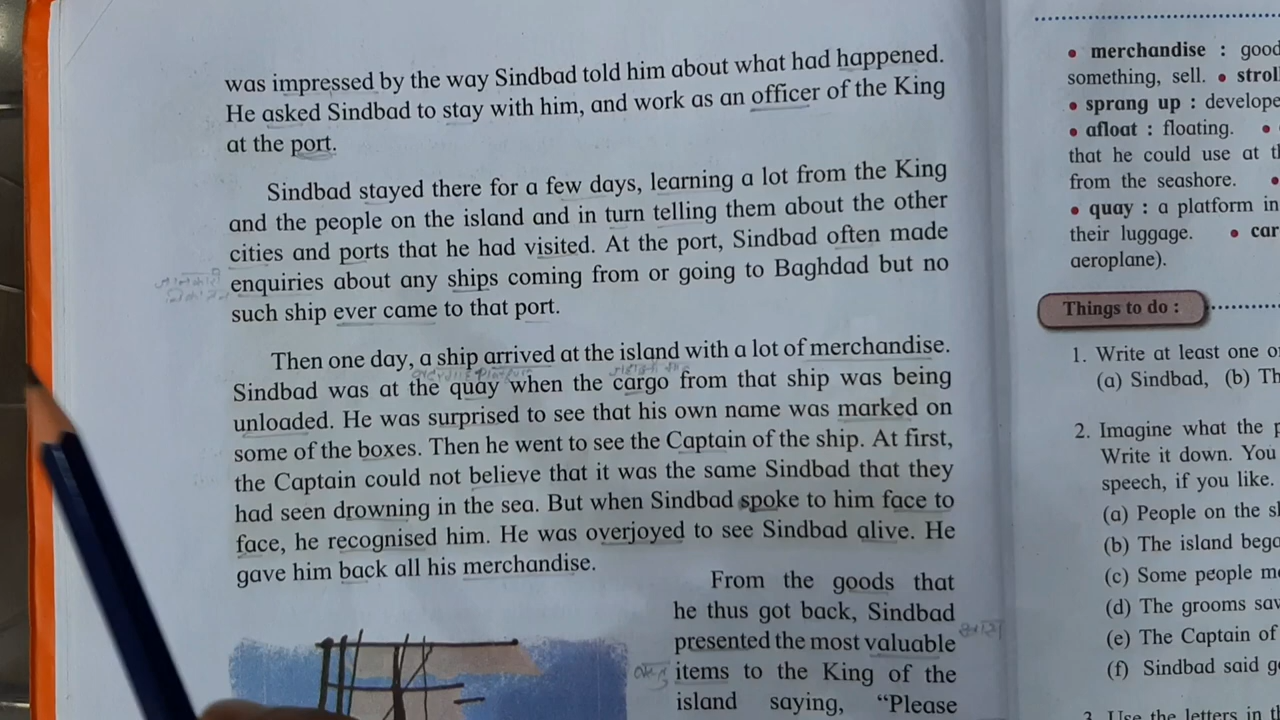 was impressed by the way Sindbad told him about what had happened.
He asked Sindbad to stay with him, and work as an officer of the King
at the port.
Sindbad stayed there for a few days, learning a lot from the King
and the people on the island and in turn telling them about the other
cities and ports that he had visited. At the port, Sindbad often made
enquiries about any ships coming from or going to Baghdad but no
such ship ever came to that port.
Then one day, a ship arrived at the island with a lot of merchandise.
Sindbad was at the quay when the cargo from that ship was being
unloaded. He was surprised to see that his own name was marked on
some of the boxes. Then he went to see the Captain of the ship. At first,
the Captain could not believe that it was the same Sindbad that they
had seen drowning in the sea. But when Sindbad spoke to him face to
face, he recognised him. He was overjoyed to see Sindbad alive. He
gave him back all his merchandise.
From the goods that
he thus got back, Sindbad
presented the most valuable
items to the King of the
island saying, “Please
• merchandise : good
something, sell. • strol
• sprang up : develope
• afloat : floating. •
that he could use at
from the seashore. •
• quay : a platform in
their luggage. • car
aeroplane).
Things to do :
1. Write at least one
(a) Sindbad, (b) Th
2. Imagine what the p
Write it down. You
speech, if you like.
(a) People on the
(b) The island bega
(c) Some people m
(d) The grooms sa
(e) The Captain of
(f) Sindbad said g
3. Use the letters in